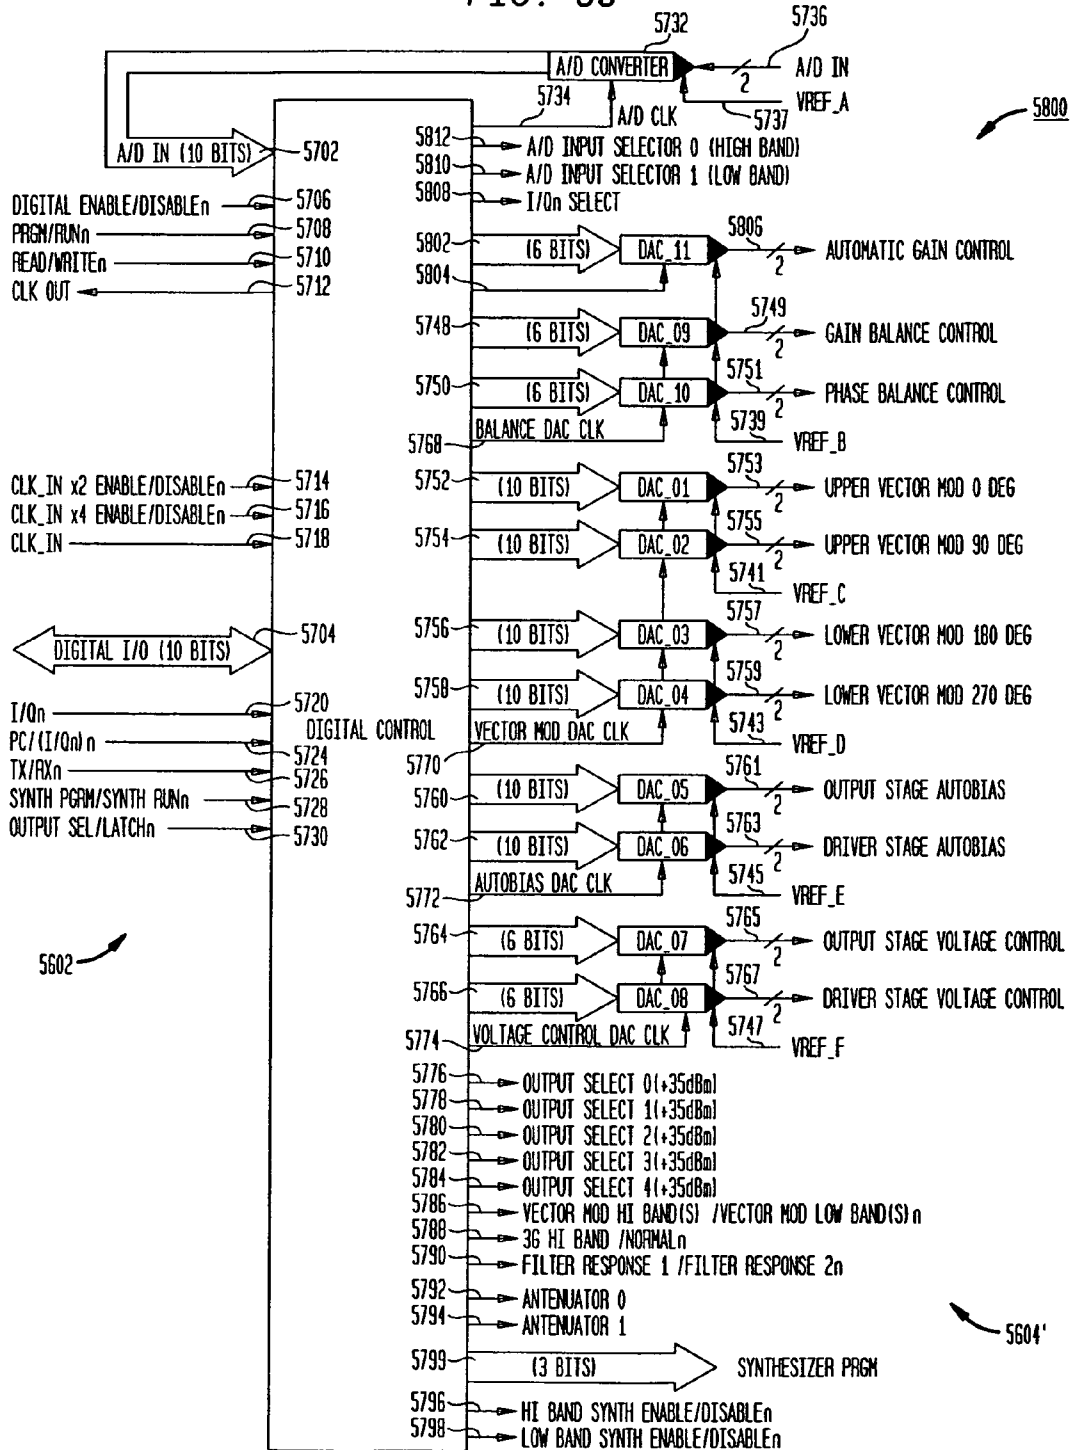 5732
5736
A/D CONVERTER
2
A/D IN
5734
VREF_A
A/D CLK
5737
5800
A/D IN (10 BITS)
5702
5812
A/D INPUT SELECTOR 0 (HIGH BAND)
5810
A/D INPUT SELECTOR 1 (LOW BAND)
5808
I/Qn SELECT
DIGITAL ENABLE/DISABLEn
5706
PRGM/RUNn
5708
READ/WRITEn
5710
CLK OUT
5712
5802
(6 BITS)
DAC_11
5806
2
AUTOMATIC GAIN CONTROL
5804
5748
(6 BITS)
DAC_09
5749
2
GAIN BALANCE CONTROL
5750
(6 BITS)
DAC_10
5751
2
PHASE BALANCE CONTROL
BALANCE DAC CLK
5768
5739
VREF_B
CLK_IN x2 ENABLE/DISABLEn
5714
CLK_IN x4 ENABLE/DISABLEn
5716
CLK_IN
5718
5752
(10 BITS)
DAC_01
5753
2
UPPER VECTOR MOD 0 DEG
5754
(10 BITS)
DAC_02
5755
2
UPPER VECTOR MOD 90 DEG
5741
VREF_C
DIGITAL I/O (10 BITS)
5704
5756
(10 BITS)
DAC_03
5757
2
LOWER VECTOR MOD 180 DEG
5758
(10 BITS)
DAC_04
5759
2
LOWER VECTOR MOD 270 DEG
5743
VREF_D
I/Qn
5720
DIGITAL CONTROL
VECTOR MOD DAC CLK
5770
PC/(I/Qn)n
5724
TX/RXn
5726
SYNTH PGRM/SYNTH RUNn
5728
OUTPUT SEL/LATCHn
5730
5760
(10 BITS)
DAC_05
5761
2
OUTPUT STAGE AUTOBIAS
5762
(10 BITS)
DAC_06
5763
2
DRIVER STAGE AUTOBIAS
AUTOBIAS DAC CLK
5772
5745
VREF_E
5602
5764
(6 BITS)
DAC_07
5765
2
OUTPUT STAGE VOLTAGE CONTROL
5766
(6 BITS)
DAC_08
5767
2
DRIVER STAGE VOLTAGE CONTROL
VOLTAGE CONTROL DAC CLK
5774
5747
VREF_F
5776
OUTPUT SELECT 0(+35dBm)
5778
OUTPUT SELECT 1(+35dBm)
5780
OUTPUT SELECT 2(+35dBm)
5782
OUTPUT SELECT 3(+35dBm)
5784
OUTPUT SELECT 4(+35dBm)
5786
VECTOR MOD HI BAND(S) /VECTOR MOD LOW BAND(S)n
5788
3G HI BAND /NORMALn
5790
FILTER RESPONSE 1 /FILTER RESPONSE 2n
5792
ANTENUATOR 0
5794
ANTENUATOR 1
5604'
5799
(3 BITS)
SYNTHESIZER PRGM
5796
HI BAND SYNTH ENABLE/DISABLEn
5798
LOW BAND SYNTH ENABLE/DISABLEn